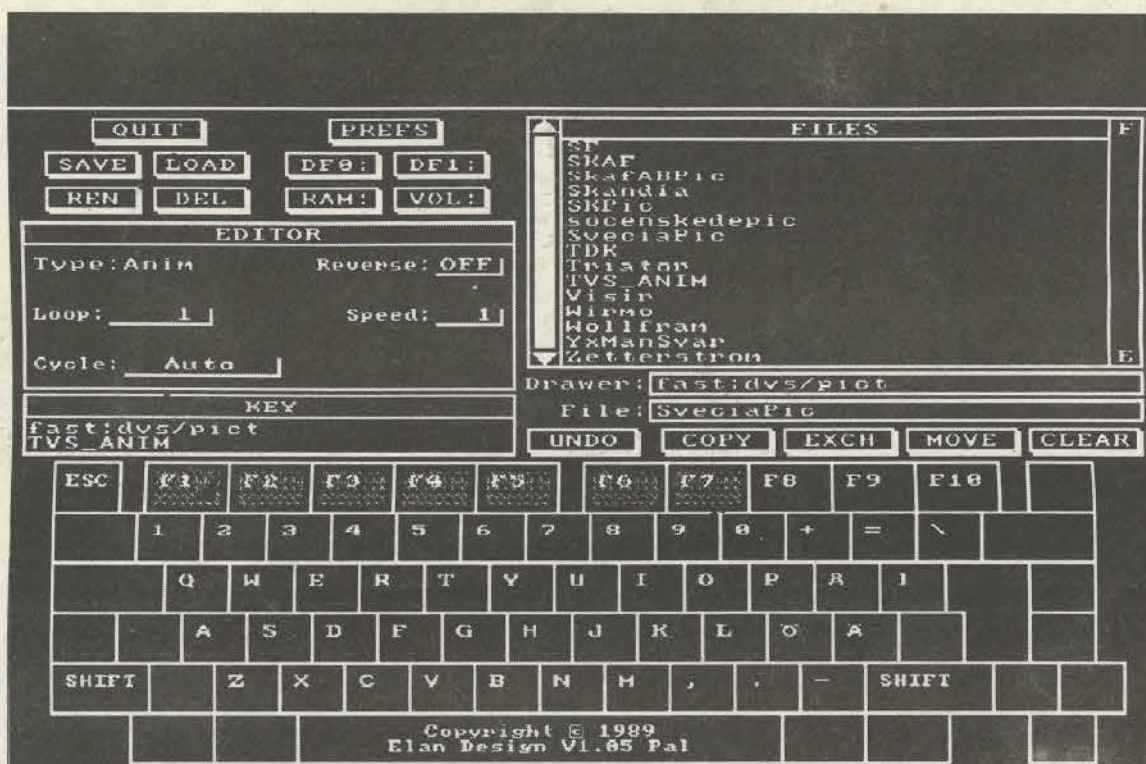 QUIT PREFS
SAVE LOAD DF0: DF1:
REN DEL RAM: VOL:
EDITOR
Type:Anim Reverse: OFF
Loop: 1 Speed: 1
Cycle: Auto
KEY
fast:dvs/pict
TVS_ANIM
FILES F
SF
SKAF
SkafABPic
Skandia
SKPic
socenskedepic
SveciaPic
TDK
Triator
TVS_ANIM
Visir
Wirmo
Wollfram
YxManSvar
Zetterstrom E
Drawer: fast:dvs/pict
File: SveciaPic
UNDO COPY EXCH MOVE CLEAR
ESC F1 F2 F3 F4 F5 F6 F7 F8 F9 F10
1 2 3 4 5 6 7 8 9 0 + = \
Q W E R T Y U I O P Å ]
A S D F G H J K L Ö Ä
SHIFT Z X C V B N M , . - SHIFT
Copyright © 1989
Elan Design V1.05 Pal